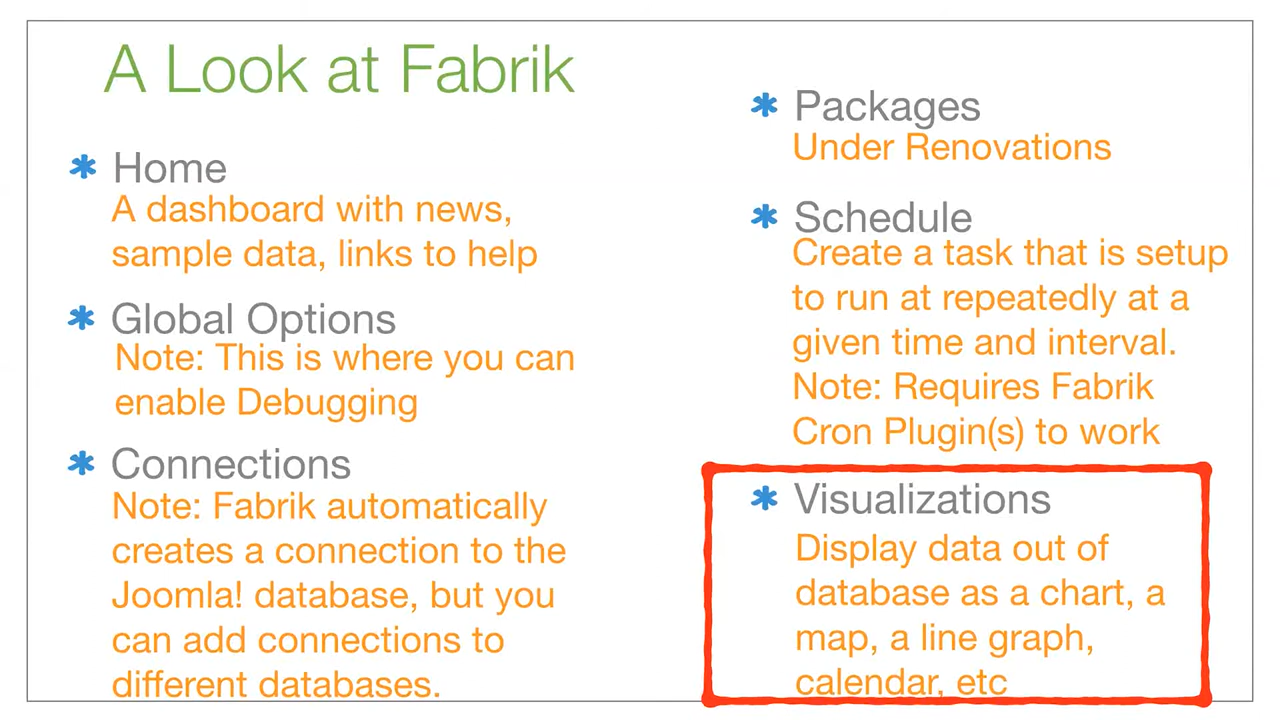 A Look at Fabrik
Home
A dashboard with news,
sample data, links to help
Global Options
Note: This is where you can
enable Debugging
Connections
Note: Fabrik automatically
creates a connection to the
Joomla! database, but you
can add connections to
different databases.
Packages
Under Renovations
Schedule
Create a task that is setup
to run at repeatedly at a
given time and interval.
Note: Requires Fabrik
Cron Plugin(s) to work
Visualizations
Display data out of
database as a chart, a
map, a line graph,
calendar, etc